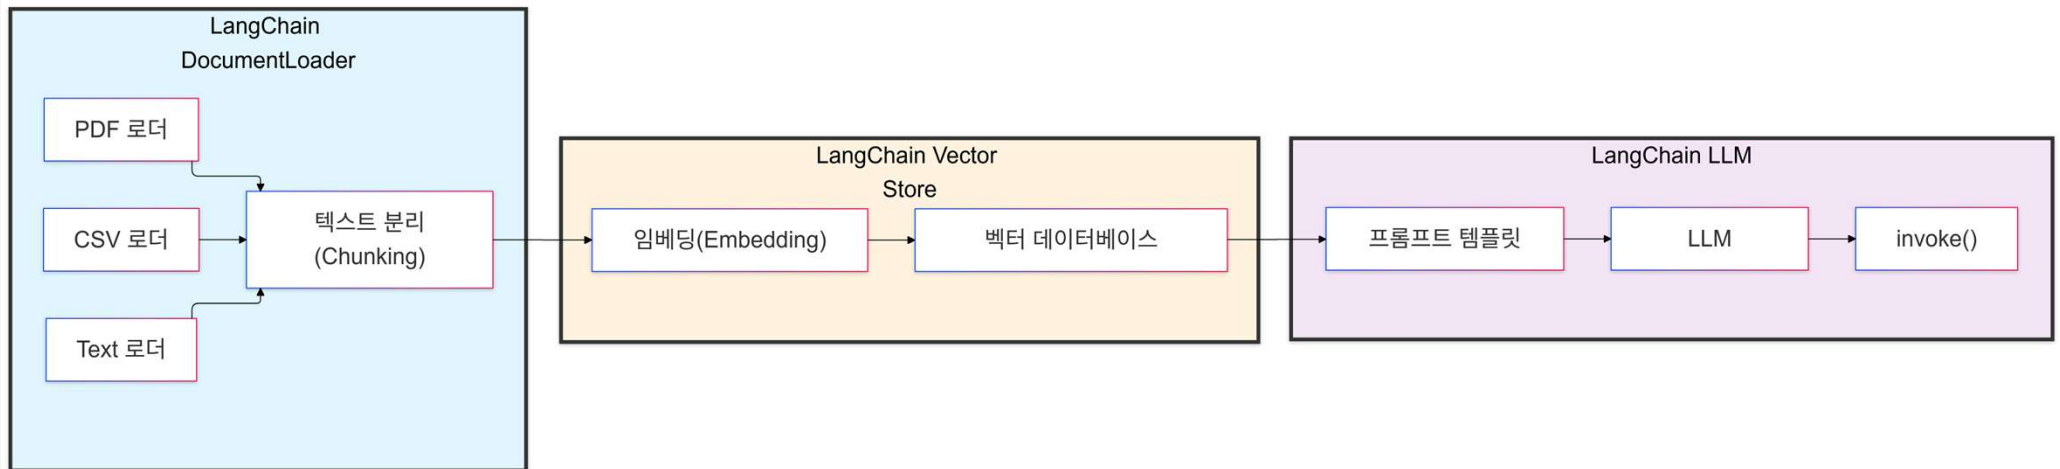 LangChain
DocumentLoader
PDF 로더
CSV 로더
Text 로더
텍스트 분리
(Chunking)
LangChain Vector
Store
임베딩(Embedding)
벡터 데이터베이스
LangChain LLM
프롬프트 템플릿
LLM
invoke()